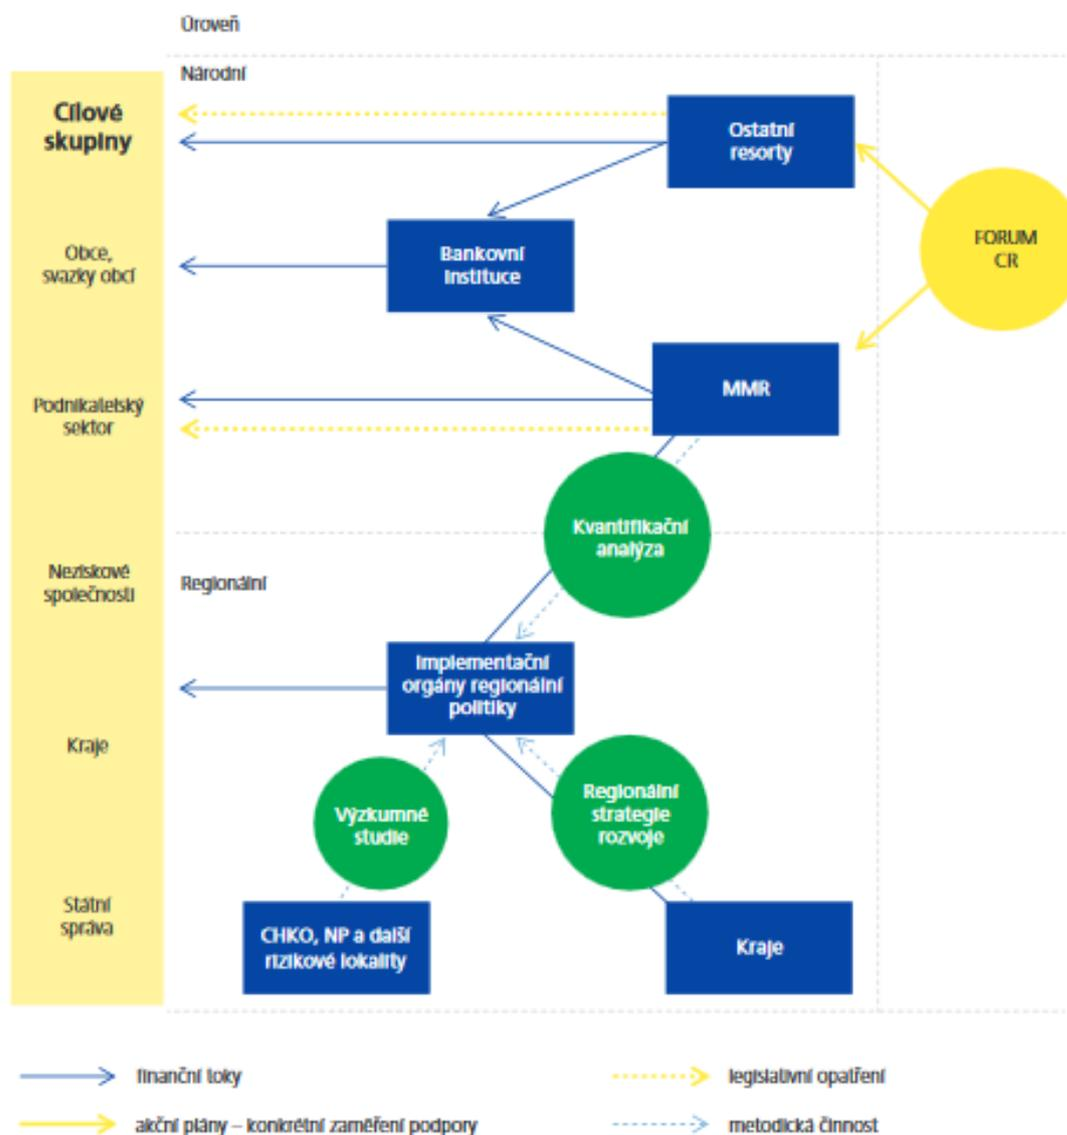 Úroveň
Národní
Cílové
skupiny
Ostatní
resorty
FORUM
CR
Obce,
svazky obcí
Bankovní
instituce
MMR
Podnikatelský
sektor
Kvantifikační
analýza
Neziskové
společnosti
Regionální
Implementační
orgány regionální
politiky
Kraje
Výzkumné
studie
Regionální
strategie
rozvoje
Státní
správa
CHKO, NP a další
rizikové lokality
Kraje
finanční toky
legislativní opatření
akční plány – konkrétní zaměření podpory
metodická činnost